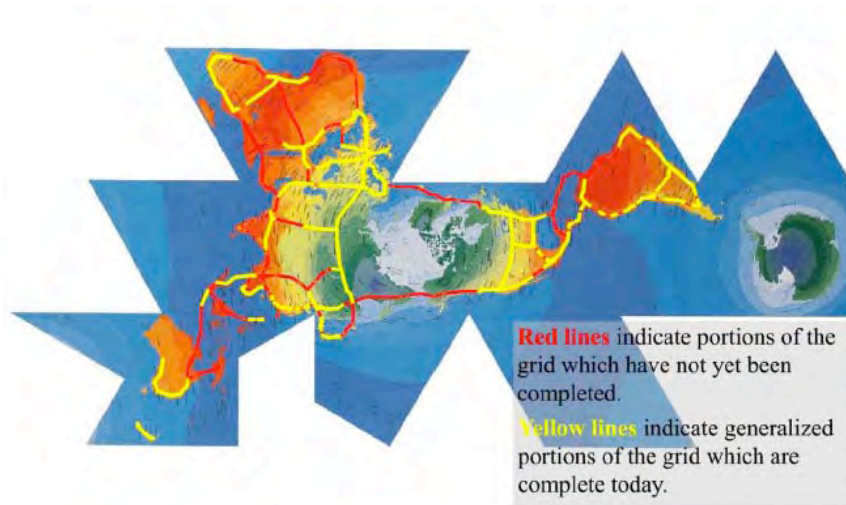 Red lines indicate portions of the
grid which have not yet been
completed.
Yellow lines indicate generalized
portions of the grid which are
complete today.